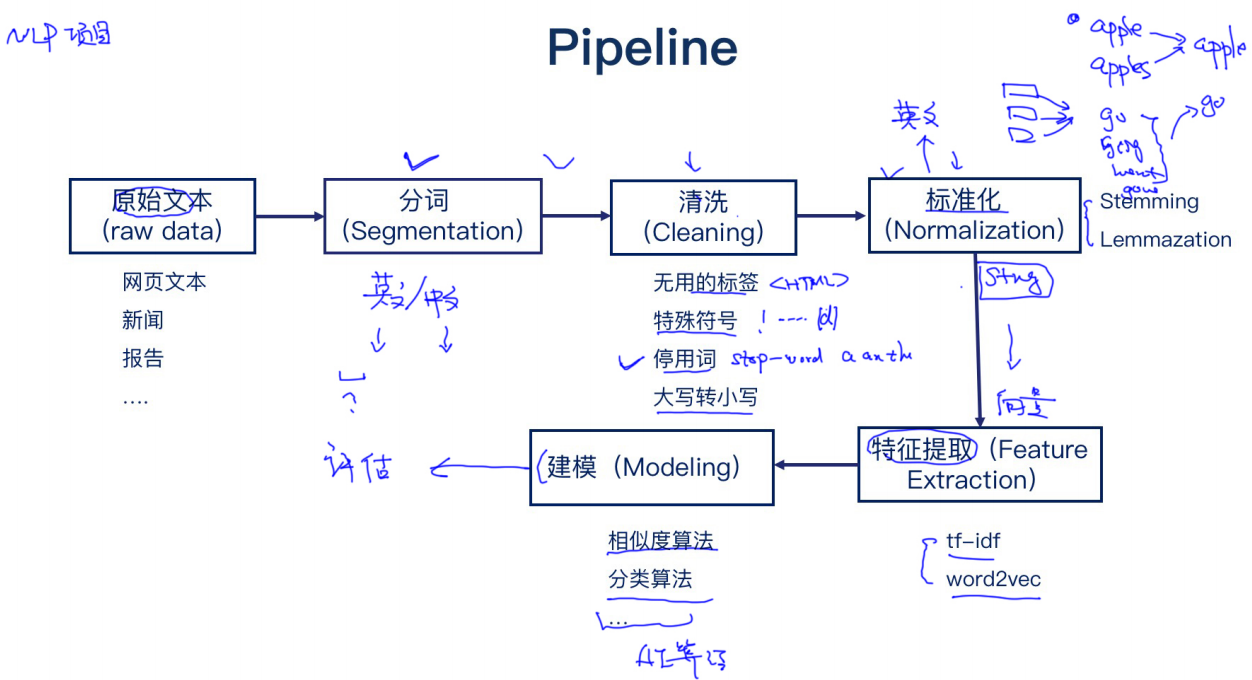 NLP 项目
Pipeline
apple
apples
apple
英文
go
going
went
go
原始文本
(raw data)
分词
(Segmentation)
清洗
(Cleaning)
标准化
(Normalization)
Stemming
Lemmazation
网页文本
新闻
报告
....
英文/中文
?
无用的标签 <HTML>
特殊符号 ! ....
停用词 stop-word a an the
大写转小写
String
向量
评估
建模（Modeling)
特征提取（Feature
Extraction）
相似度算法
分类算法
...
AI算法
tf-idf
word2vec